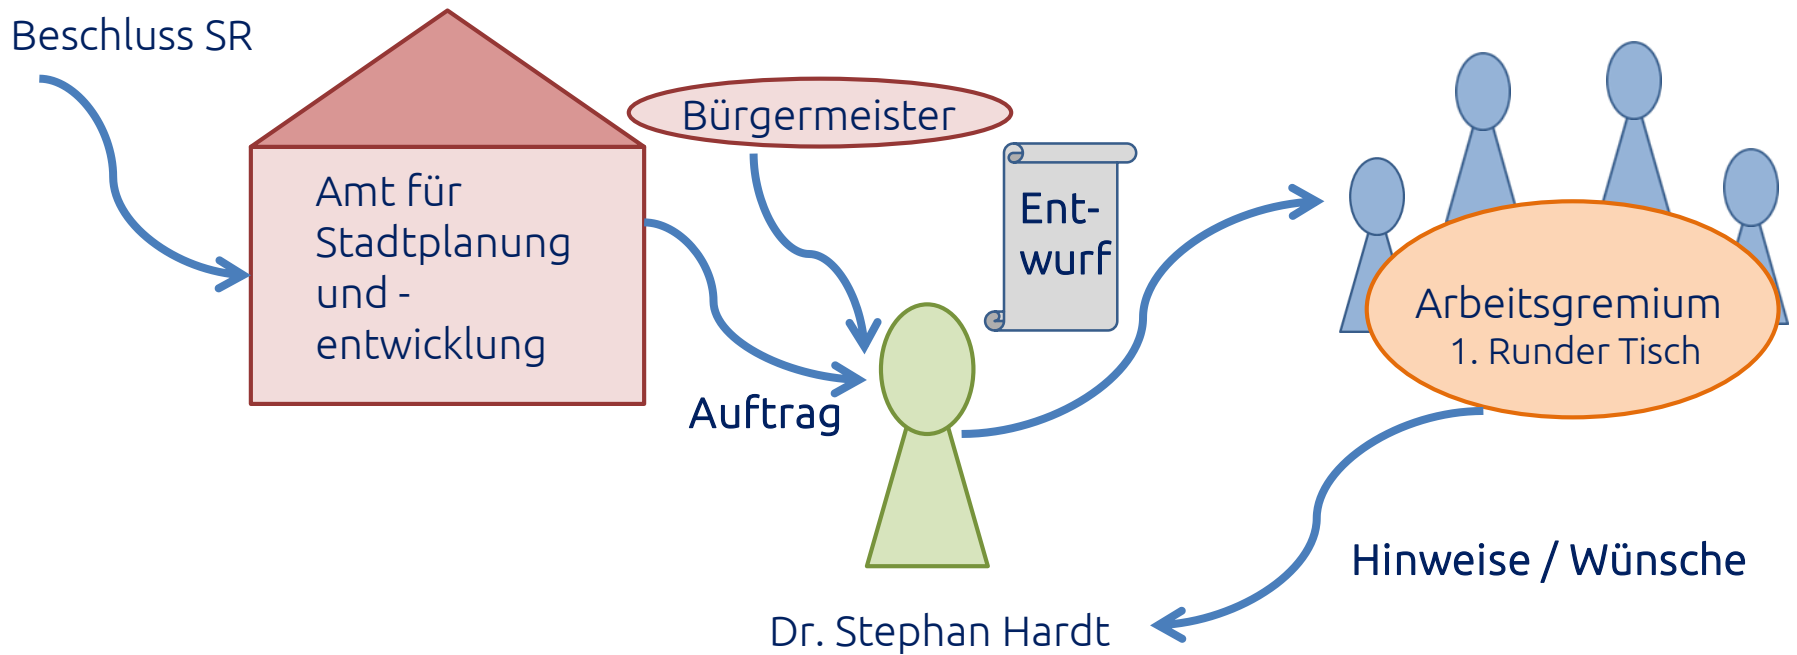 Beschluss SR
Amt für
Stadtplanung
und -
entwicklung
Bürgermeister
Auftrag
Ent-
wurf
Dr. Stephan Hardt
Arbeitsgremium
1. Runder Tisch
Hinweise / Wünsche